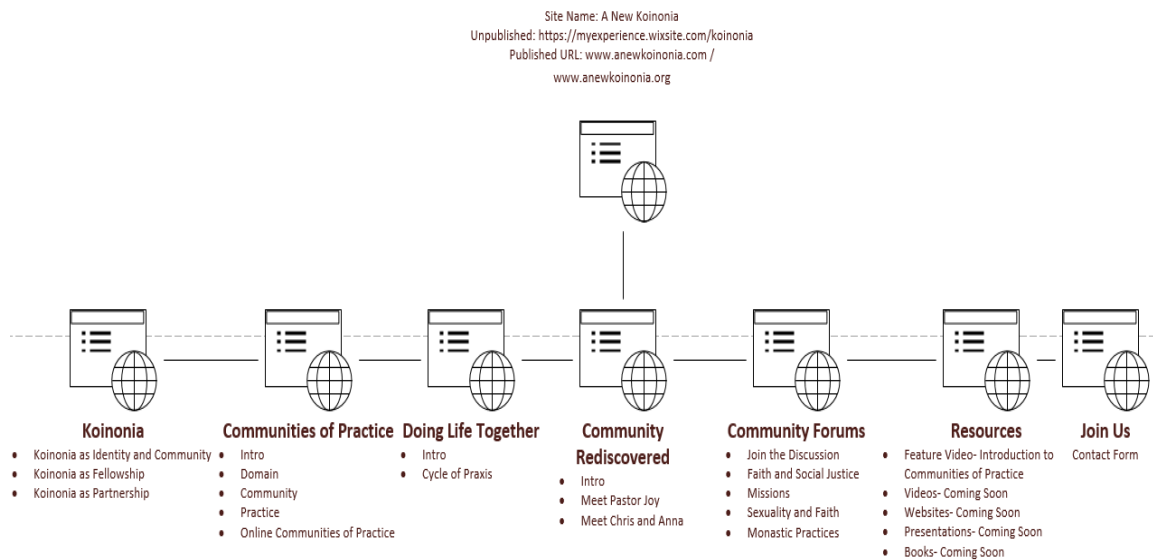 Site Name: A New Koinonia
Unpublished: https://myexperience.wixsite.com/koinonia
Published URL: www.anewkoinonia.com /
www.anewkoinonia.org
Koinonia
• Koinonia as Identity and Community
• Koinonia as Fellowship
• Koinonia as Partnership
Communities of Practice
• Intro
• Domain
• Community
• Practice
• Online Communities of Practice
Doing Life Together
• Intro
• Cycle of Praxis
Community
Rediscovered
• Intro
• Meet Pastor Joy
• Meet Chris and Anna
Community Forums
• Join the Discussion
• Faith and Social Justice
• Missions
• Sexuality and Faith
• Monastic Practices
Resources
• Feature Video- Introduction to
Communities of Practice
• Videos- Coming Soon
• Websites- Coming Soon
• Presentations- Coming Soon
• Books- Coming Soon
Join Us
Contact Form